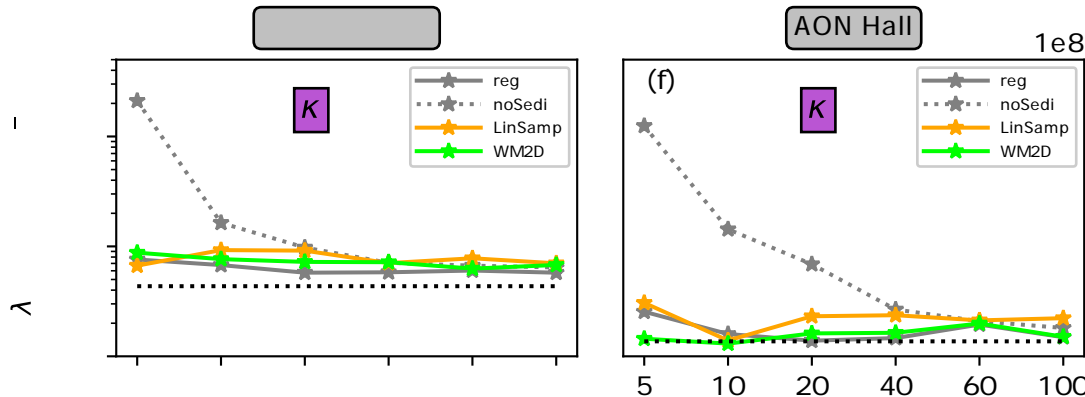 AON Hall
1e8
κ
reg
noSedi
LinSamp
WM2D
(f)
κ
reg
noSedi
LinSamp
WM2D
λ
5 10 20 40 60 100